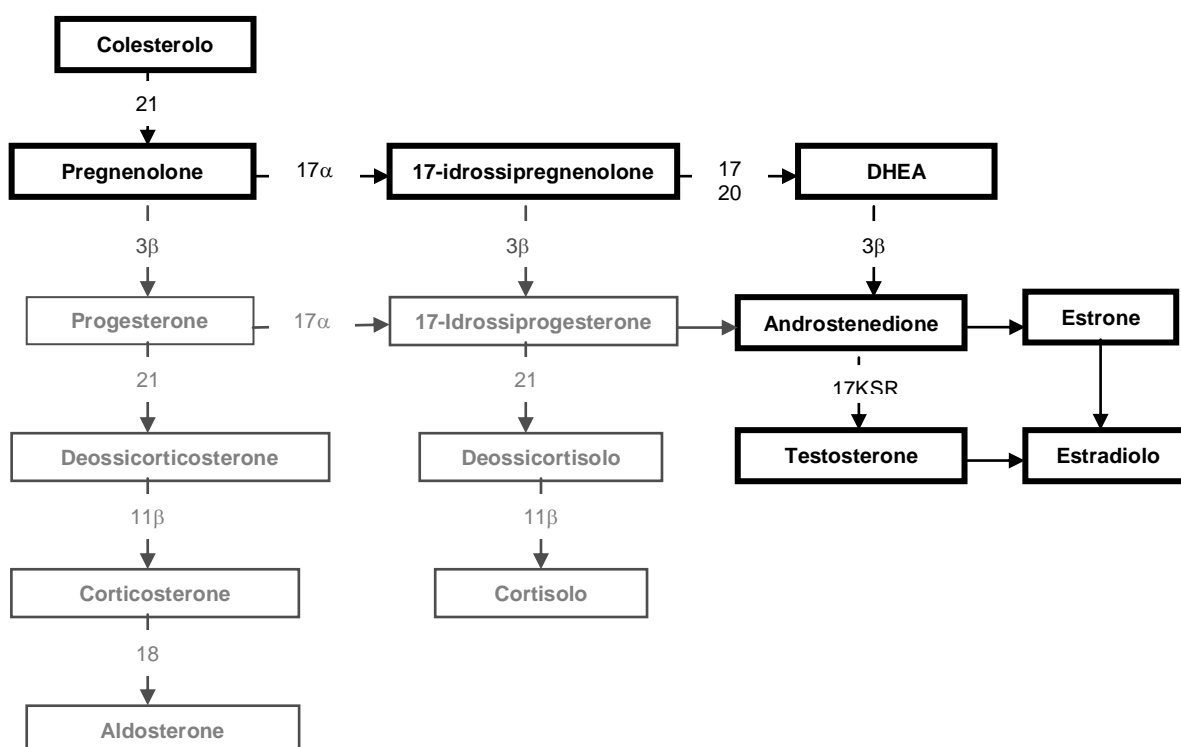 Colesterolo
21
Pregnenolone
17α
17-idrossipregnenolone
17
20
DHEA
3β
3β
3β
Progesterone
17α
17-Idrossiprogesterone
Androstenedione
Estrone
21
21
17KSR
Deossicorticosterone
Deossicortisolo
Testosterone
Estradiolo
11β
11β
Corticosterone
Cortisolo
18
Aldosterone